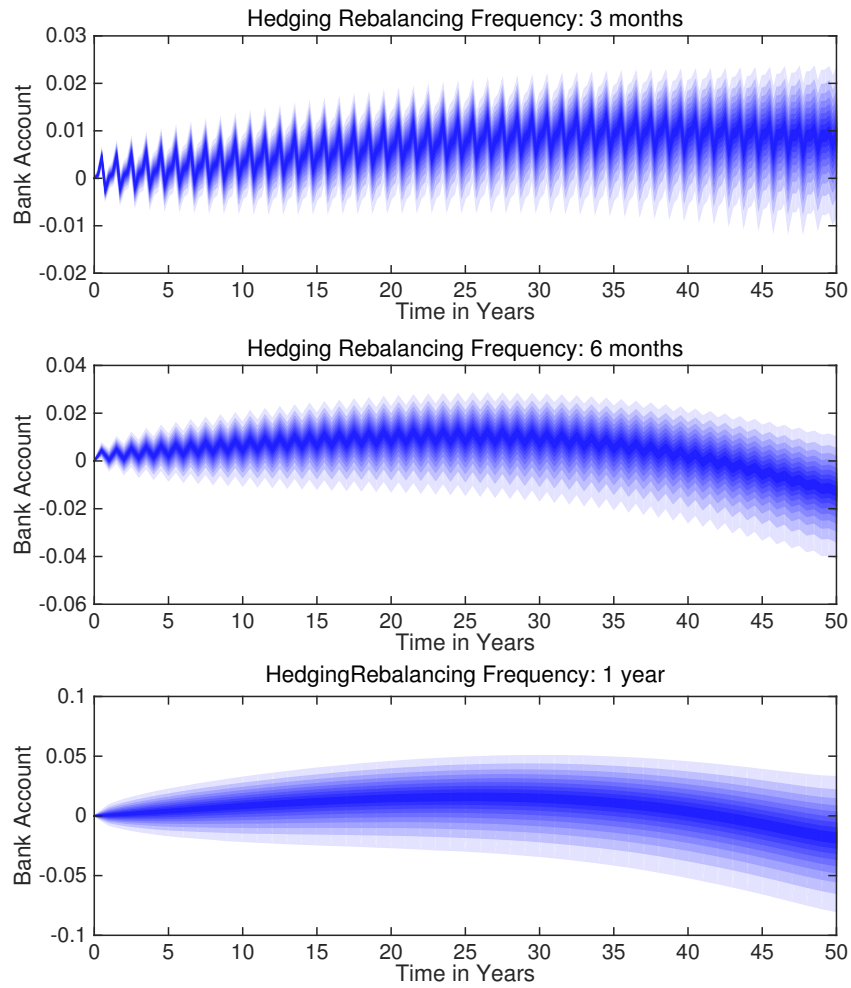 Hedging Rebalancing Frequency: 3 months
0.03
0.02
0.01
0
-0.01
-0.02
Bank Account
0 5 10 15 20 25 30 35 40 45 50
Time in Years
Hedging Rebalancing Frequency: 6 months
0.04
0.02
0
-0.02
-0.04
-0.06
Bank Account
0 5 10 15 20 25 30 35 40 45 50
Time in Years
HedgingRebalancing Frequency: 1 year
0.1
0.05
0
-0.05
-0.1
Bank Account
0 5 10 15 20 25 30 35 40 45 50
Time in Years